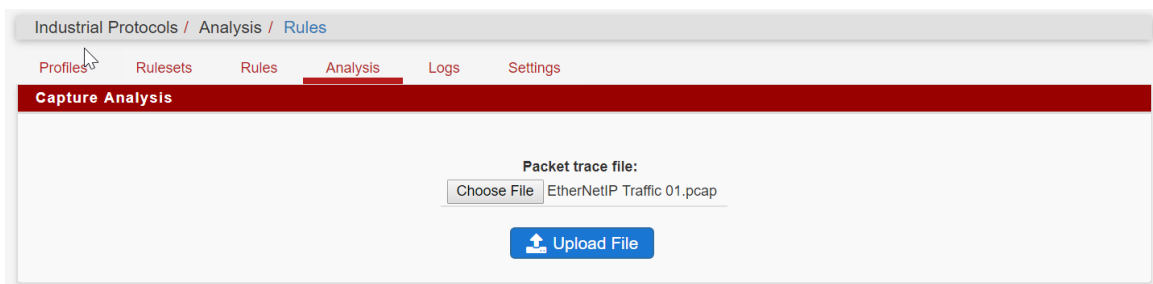 Industrial Protocols / Analysis / Rules
Profiles Rulesets Rules Analysis Logs Settings
Capture Analysis
Packet trace file:
Choose File EtherNetIP Traffic 01.pcap
Upload File